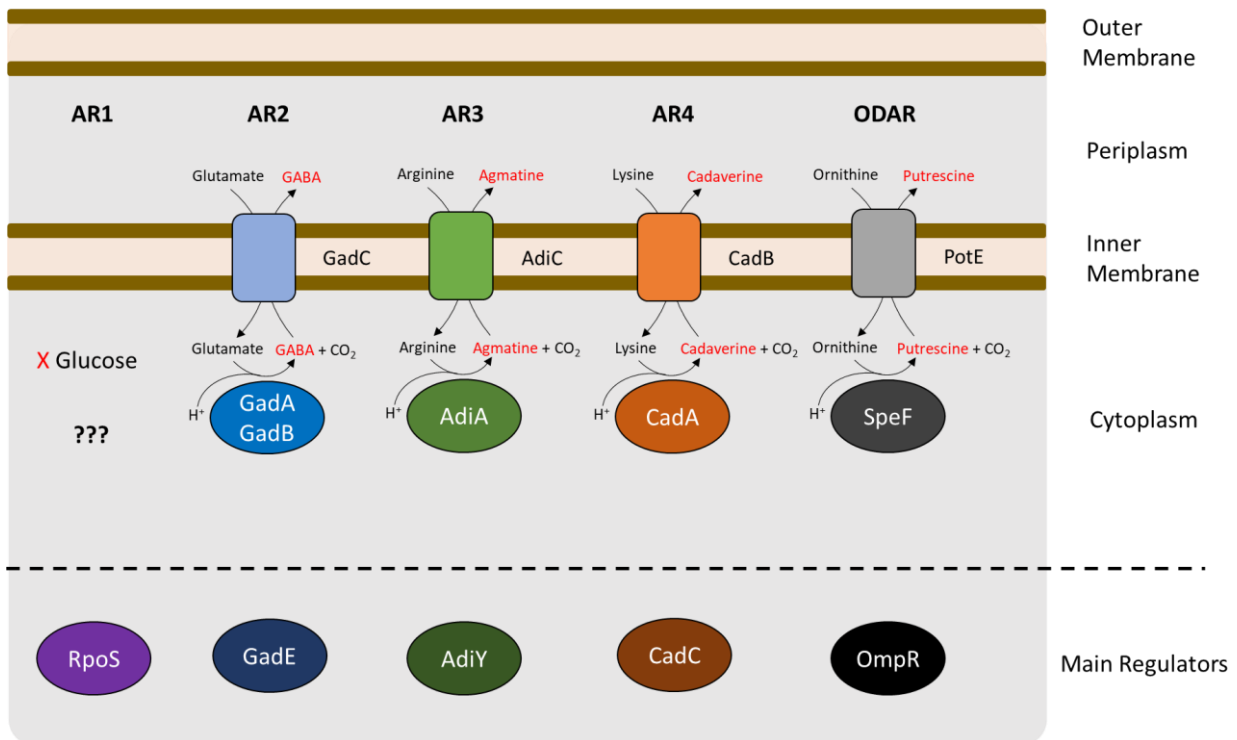 Outer
Membrane
AR1 AR2 AR3 AR4 ODAR
Periplasm
Glutamate GABA Arginine Agmatine Lysine Cadaverine Ornithine Putrescine
GadC AdiC CadB PotE
Inner
Membrane
X Glucose
Glutamate GABA + CO₂ Arginine Agmatine + CO₂ Lysine Cadaverine + CO₂ Ornithine Putrescine + CO₂
H⁺ H⁺ H⁺ H⁺
GadA
GadB
AdiA CadA SpeF
???
Cytoplasm
RpoS GadE AdiY CadC OmpR
Main Regulators